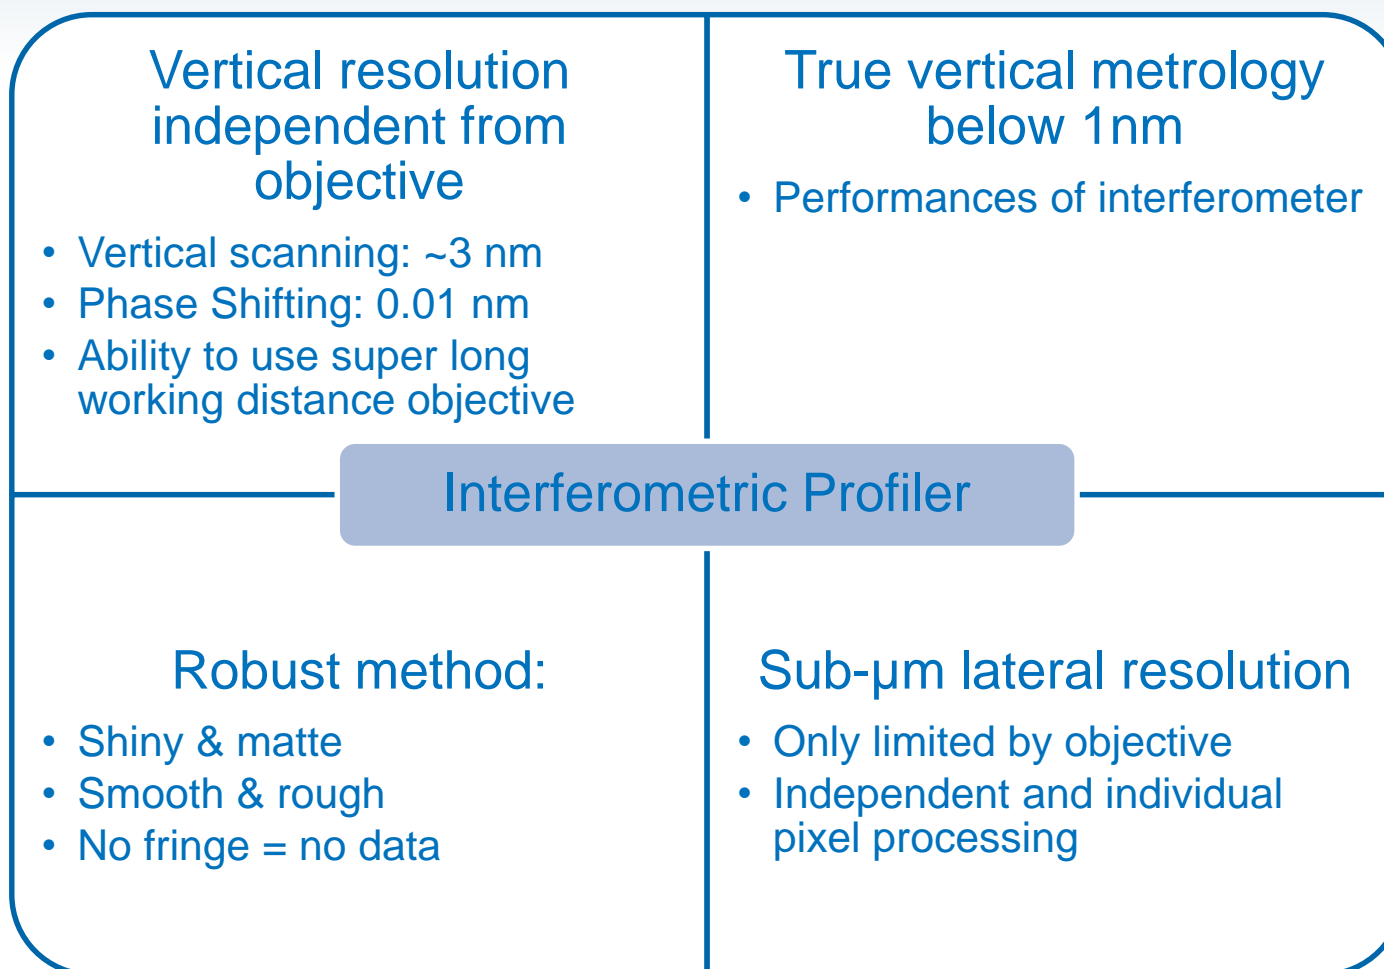 Vertical resolution
independent from
objective
• Vertical scanning: ~3 nm
• Phase Shifting: 0.01 nm
• Ability to use super long
working distance objective
True vertical metrology
below 1nm
• Performances of interferometer
Interferometric Profiler
Robust method:
• Shiny & matte
• Smooth & rough
• No fringe = no data
Sub-µm lateral resolution
• Only limited by objective
• Independent and individual
pixel processing